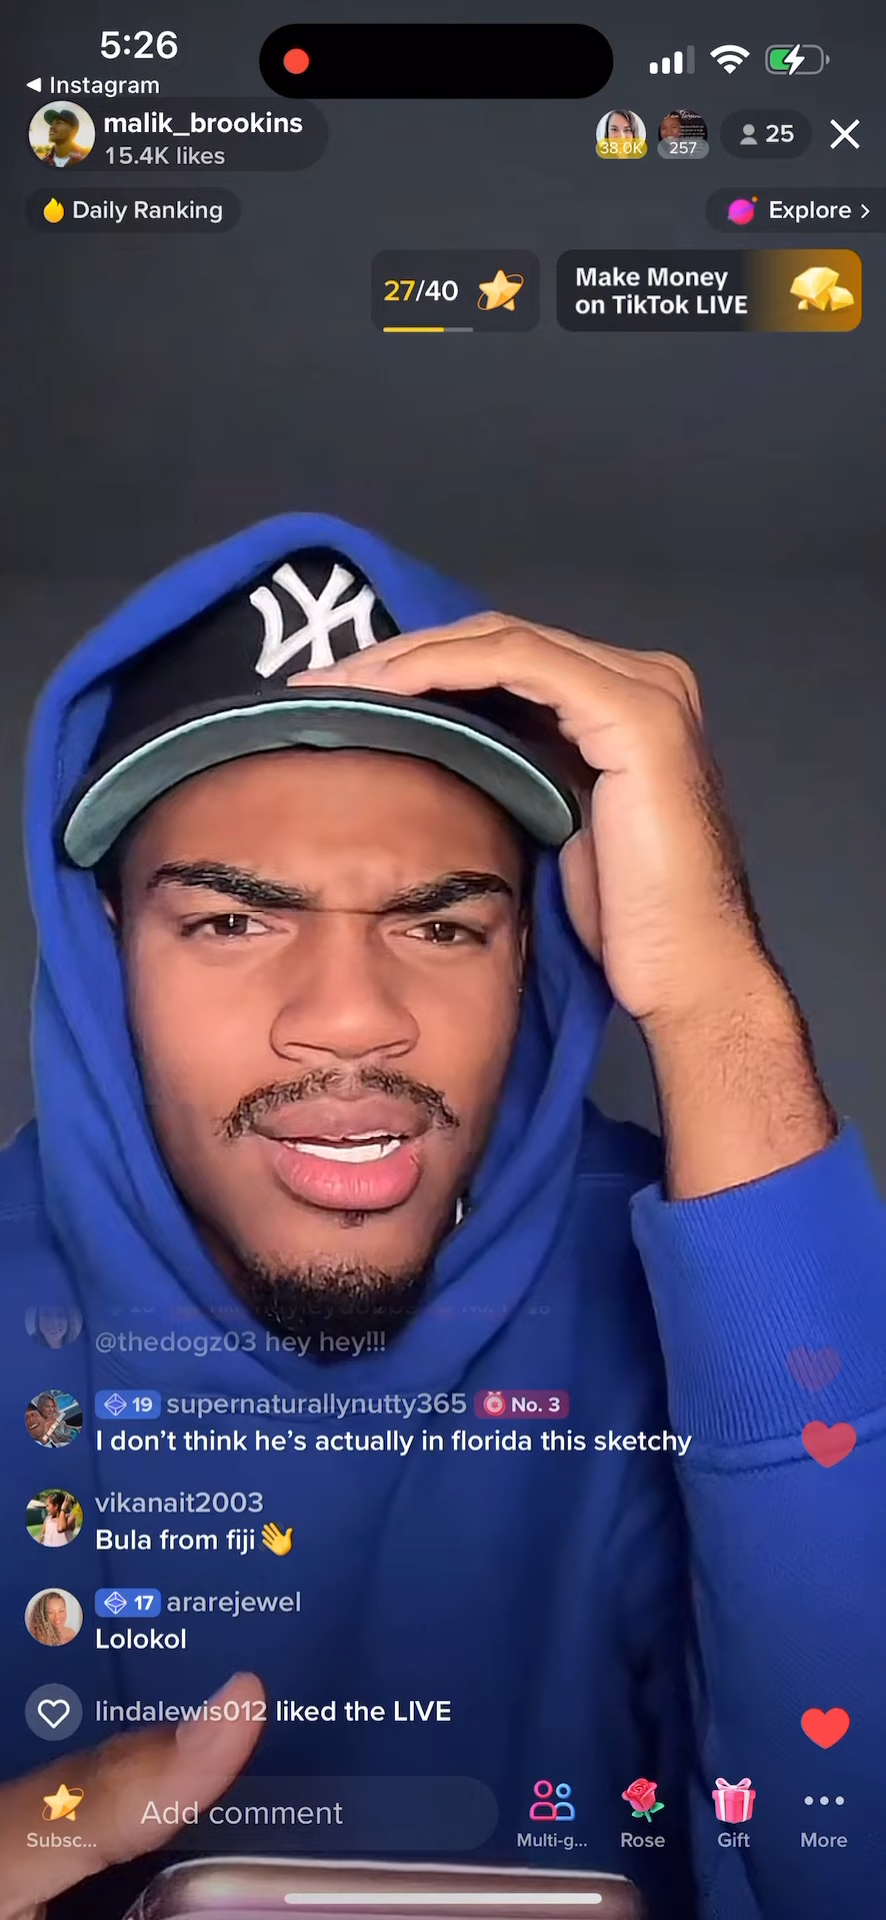 5:26
Instagram
malik_brookins
15.4K likes
38.0K
257
25
Daily Ranking
Explore
27/40
Make Money
on TikTok LIVE
NY
@thedogz03 hey hey!!!
19 supernaturallynutty365 No. 3
I don't think he's actually in florida this sketchy
vikanait2003
Bula from fiji👋
17 ararejewel
Lolokol
lindalewis012 liked the LIVE
Subsc...
Add comment
Multi-g...
Rose
Gift
More